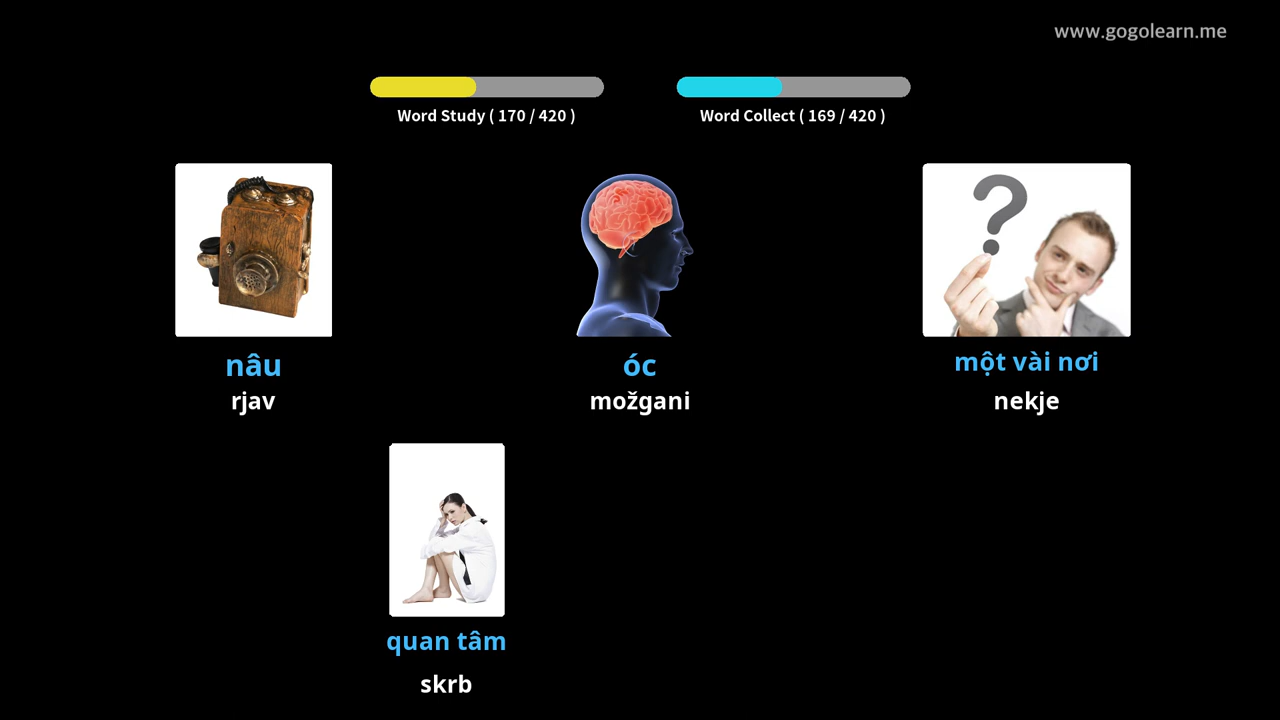 www.gogolearn.me
Word Study ( 170 / 420 )
Word Collect ( 169 / 420 )
nâu
rjav
óc
možgani
một vài nơi
nekje
quan tâm
skrb